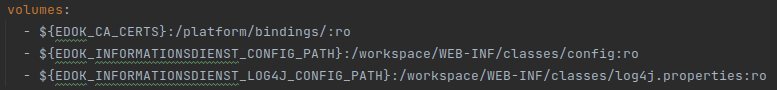 volumes:
- ${EDOK_CA_CERTS}:/platform/bindings/:ro
- ${EDOK_INFORMATIONSDIENST_CONFIG_PATH}:/workspace/WEB-INF/classes/config:ro
- ${EDOK_INFORMATIONSDIENST_LOG4J_CONFIG_PATH}:/workspace/WEB-INF/classes/log4j.properties:ro